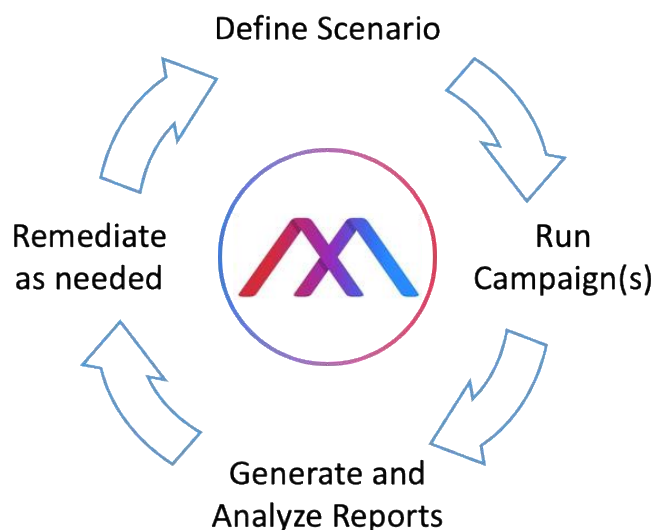 Define Scenario
Run
Campaign(s)
Generate and
Analyze Reports
Remediate
as needed